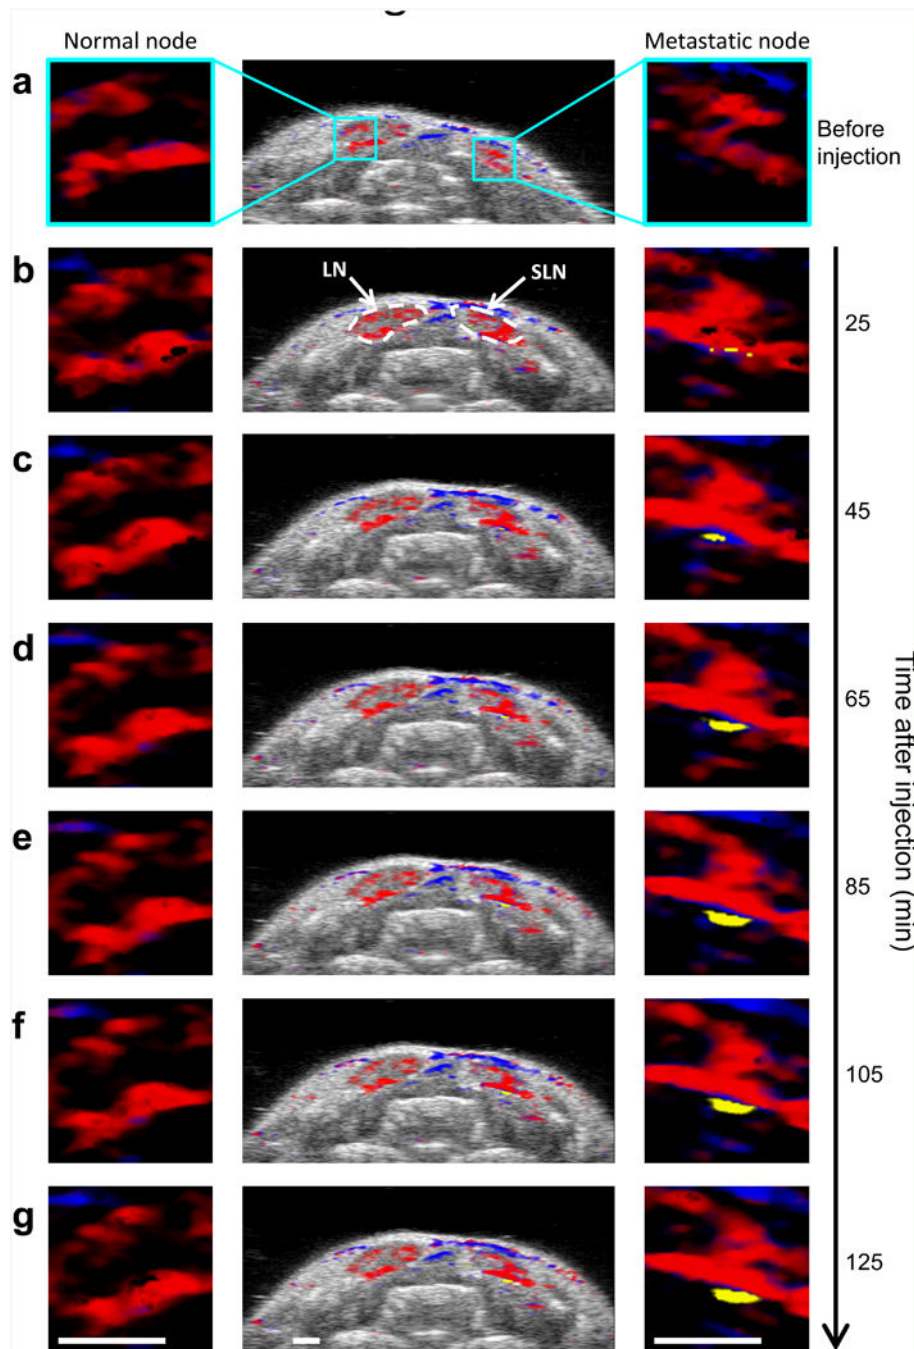 Normal node
Metastatic node
a
Before
injection
b
LN
SLN
25
c
45
d
65
Time after injection (min)
e
85
f
105
g
125